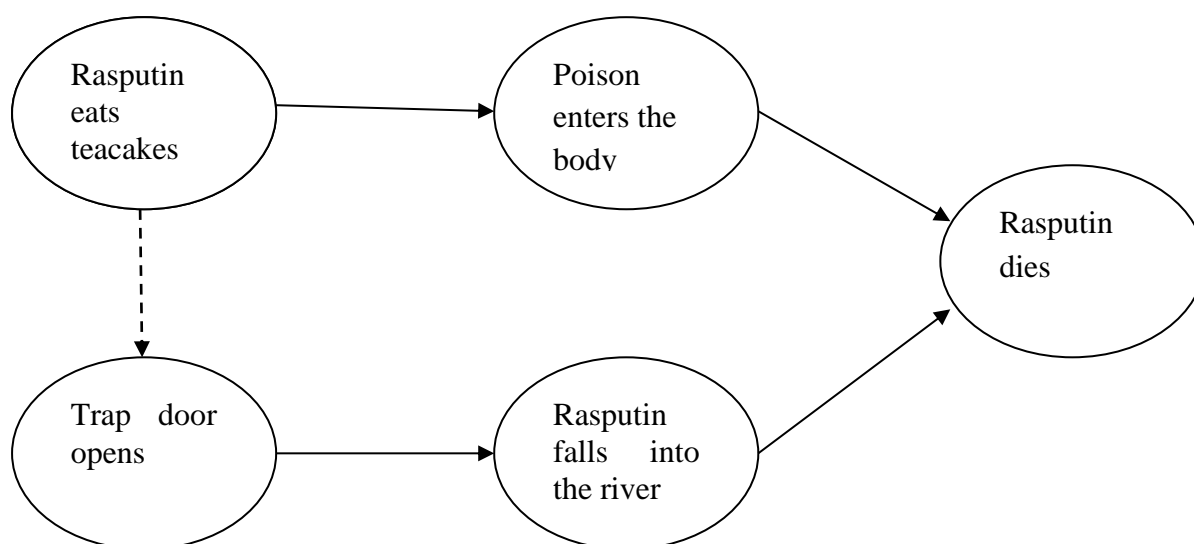 Rasputin
eats
teacakes
Poison
enters the
body
Rasputin
dies
Trap door
opens
Rasputin
falls into
the river